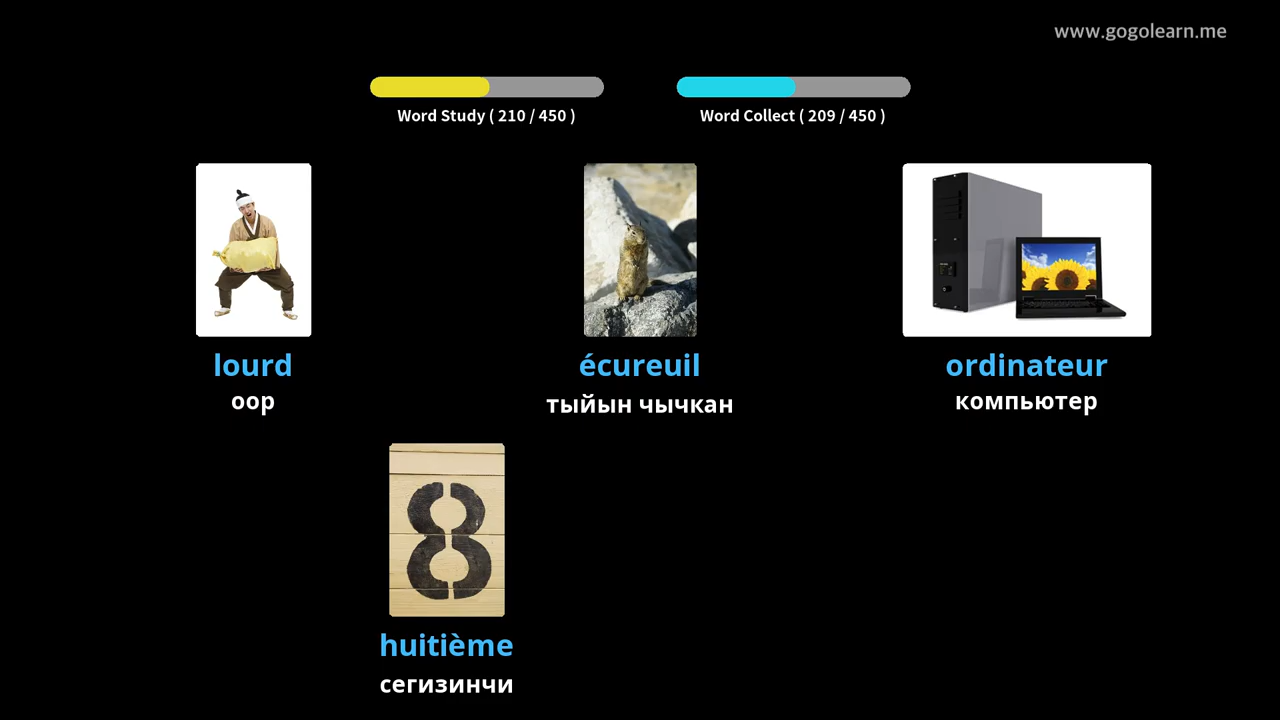 www.gogolearn.me
Word Study ( 210 / 450 )
Word Collect ( 209 / 450 )
lourd
оор
écureuil
тыйын чычкан
ordinateur
компьютер
8
huitième
сегизинчи